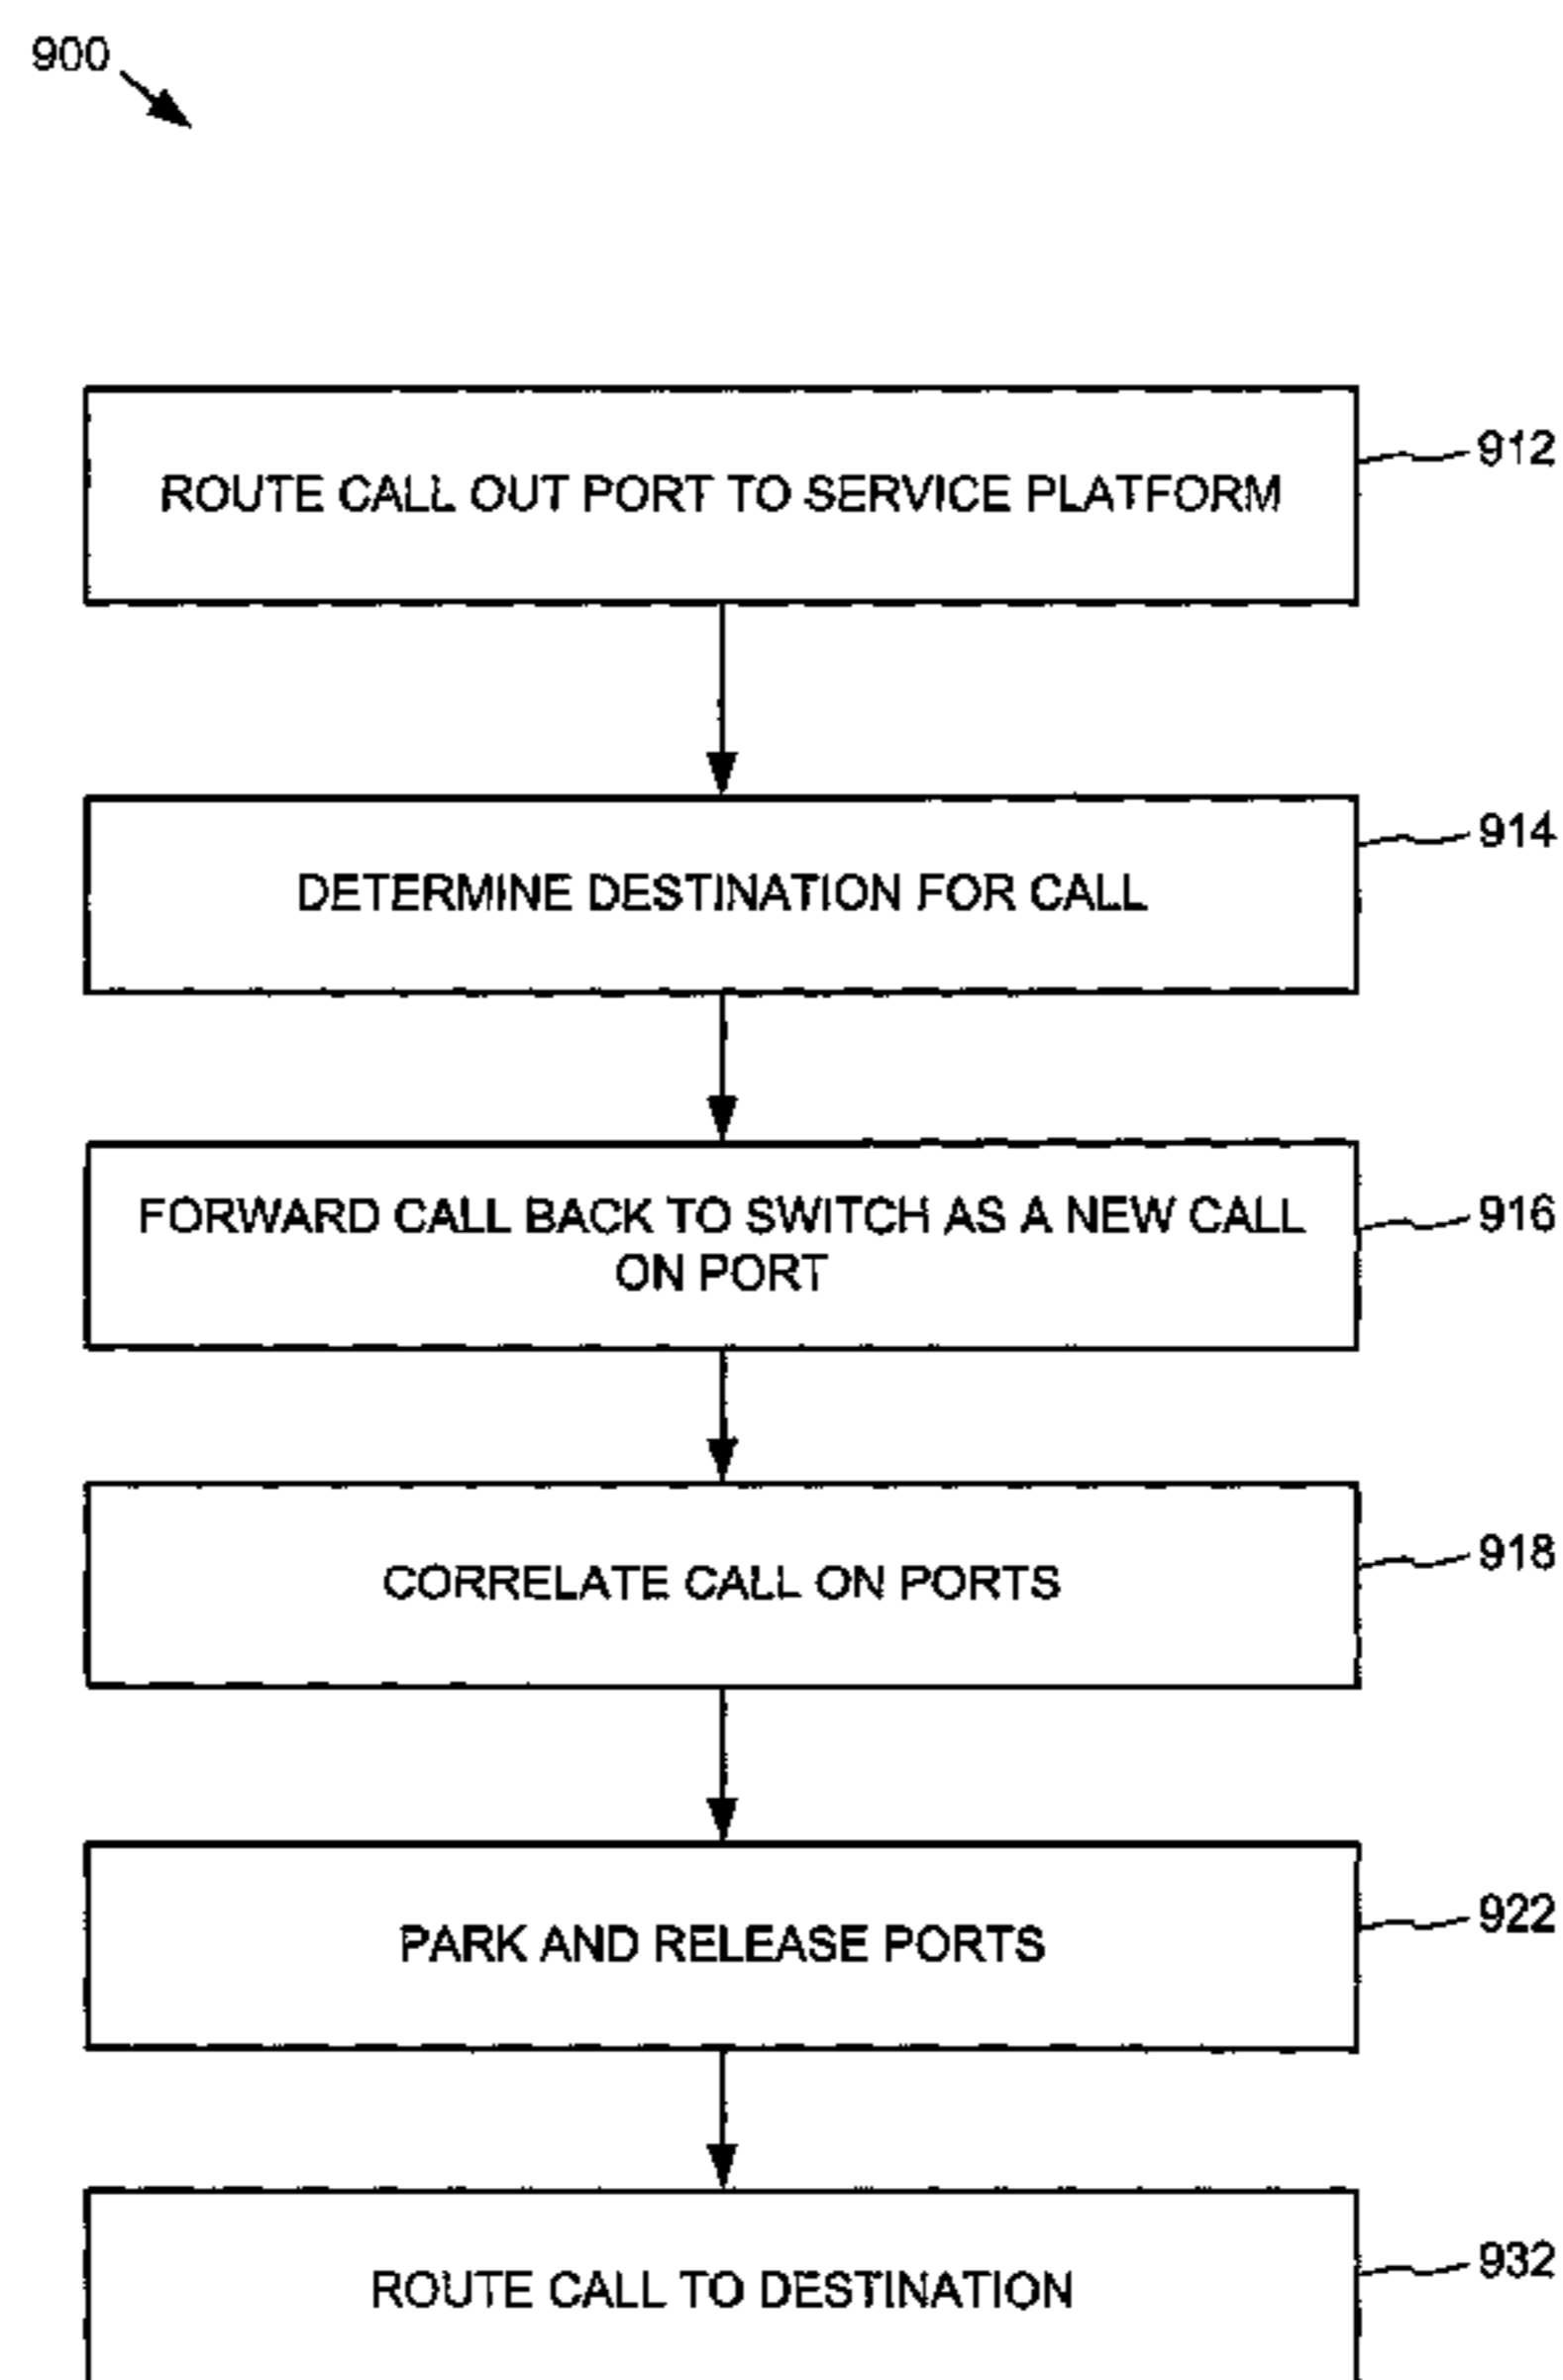 900
ROUTE CALL OUT PORT TO SERVICE PLATFORM
912
DETERMINE DESTINATION FOR CALL
914
FORWARD CALL BACK TO SWITCH AS A NEW CALL
ON PORT
916
CORRELATE CALL ON PORTS
918
PARK AND RELEASE PORTS
922
ROUTE CALL TO DESTINATION
932